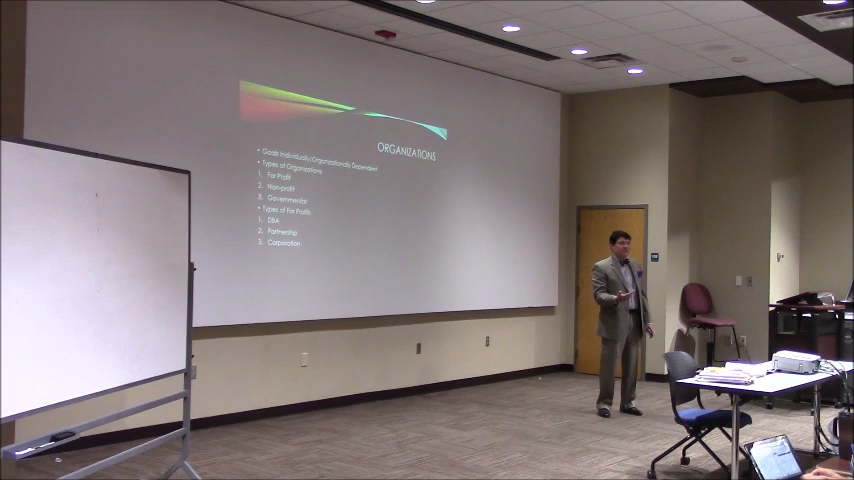 ORGANIZATIONS
• Goals Individually/Organizationally Dependent
• Types of Organizations
1. For Profit
2. Non-profit
3. Governmental
• Types of For Profits
1. DBA
2. Partnership
3. Corporation